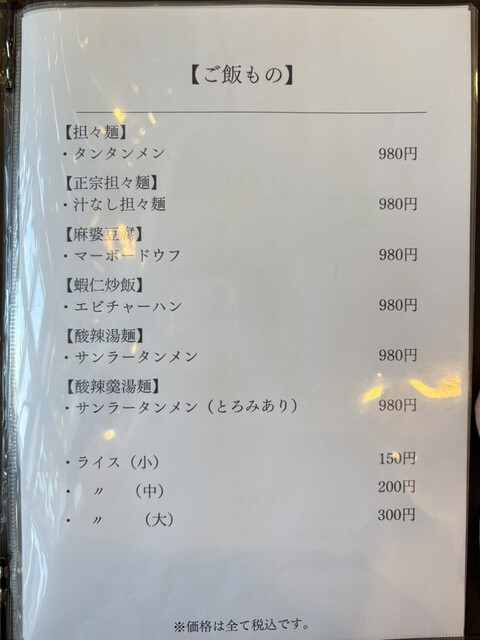 【ご飯もの】
【担々麺】
・タンタンメン 980円
【正宗担々麺】
・汁なし担々麺 980円
【麻婆豆腐】
・マーボードウフ 980円
【蝦仁炒飯】
・エビチャーハン 980円
【酸辣湯麺】
・サンラータンメン 980円
【酸辣羹湯麺】
・サンラータンメン（とろみあり） 980円
・ライス（小） 150円
・ 〃 （中） 200円
・ 〃 （大） 300円
※価格は全て税込です。